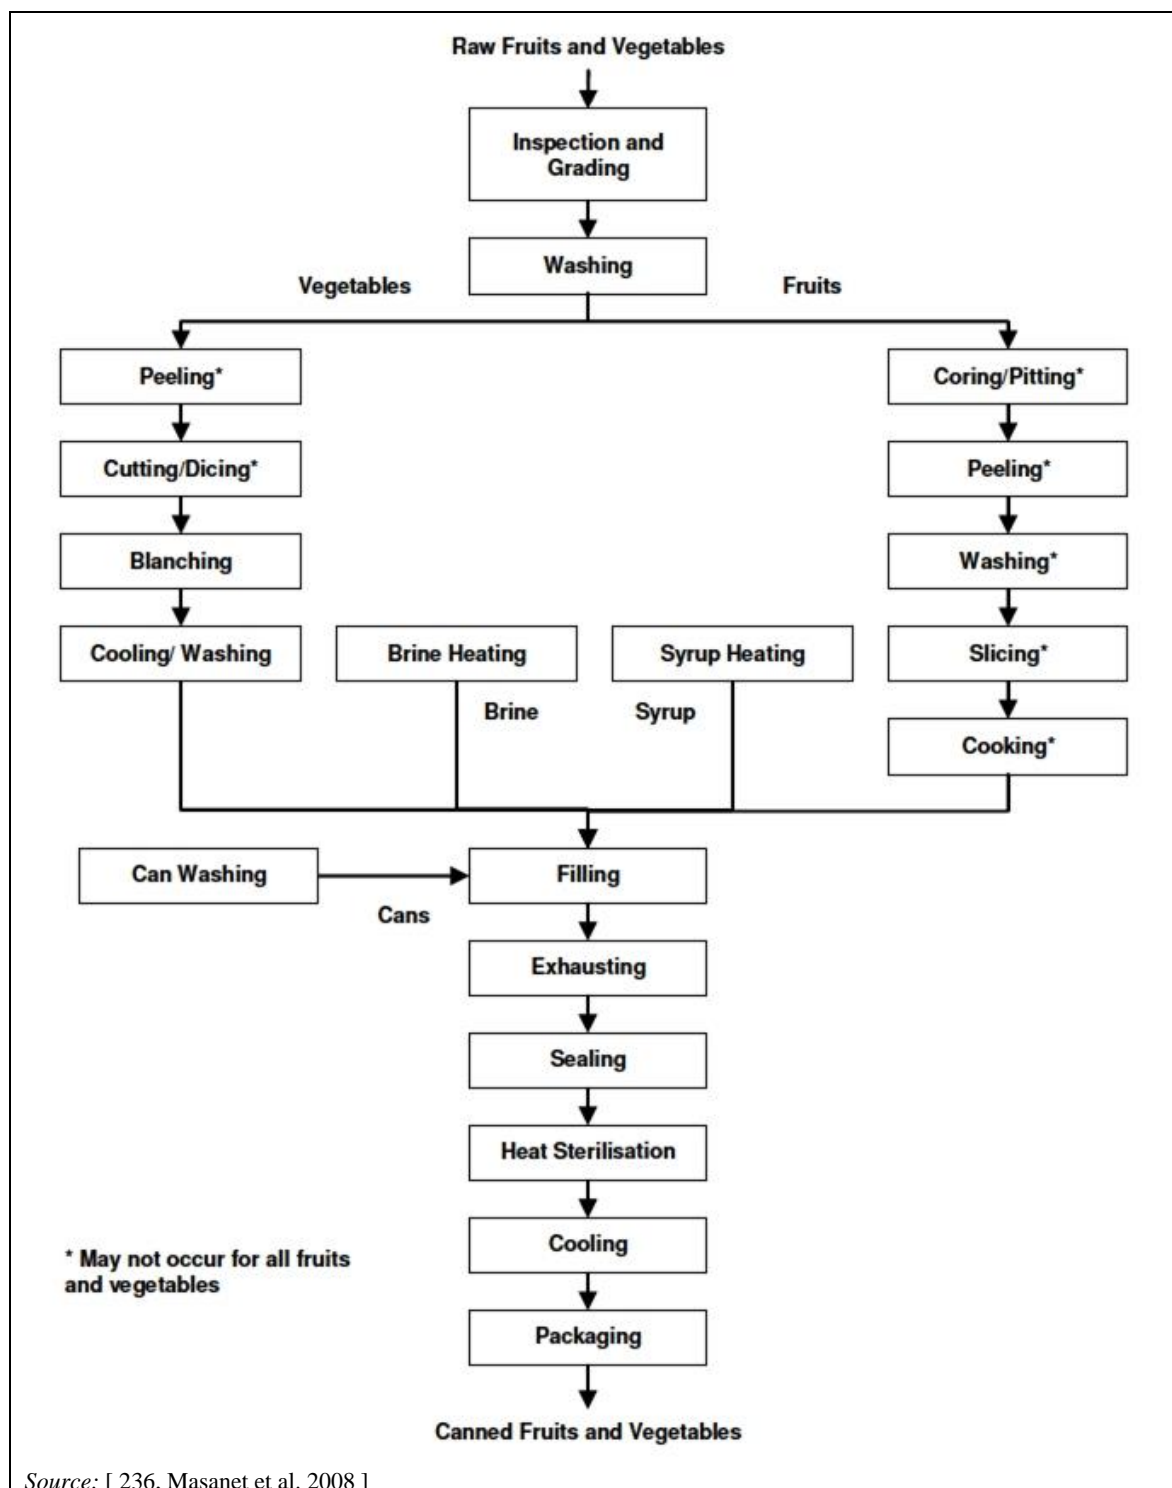 Raw Fruits and Vegetables
Inspection and
Grading
Washing
Vegetables
Fruits
Peeling*
Coring/Pitting*
Cutting/Dicing*
Peeling*
Blanching
Washing*
Cooling/ Washing
Brine Heating
Syrup Heating
Slicing*
Brine
Syrup
Cooking*
Can Washing
Filling
Cans
Exhausting
Sealing
Heat Sterilisation
Cooling
* May not occur for all fruits
and vegetables
Packaging
Canned Fruits and Vegetables
Source: [ 236, Masanet et al. 2008 ]